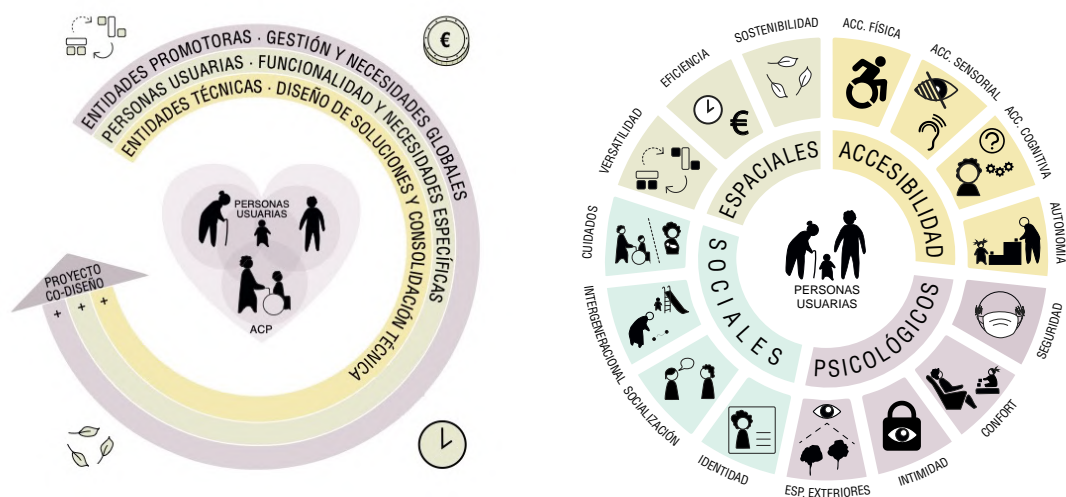 ENTIDADES PROMOTORAS · GESTIÓN Y NECESIDADES GLOBALES
PERSONAS USUARIAS · FUNCIONALIDAD Y NECESIDADES ESPECÍFICAS
ENTIDADES TÉCNICAS · DISEÑO DE SOLUCIONES Y CONSOLIDACIÓN TÉCNICA
€
PERSONAS
USUARIAS
ACP
PROYECTO
CO-DISEÑO
+ + +
SOSTENIBILIDAD
ACC. FÍSICA
ACC. SENSORIAL
ACC. COGNITIVA
AUTONOMIA
SEGURIDAD
CONFORT
INTIMIDAD
ESP. EXTERIORES
IDENTIDAD
SOCIALIZACIÓN
INTERGENERACIONAL
CUIDADOS
VERSATILIDAD
EFICIENCIA
€
?
ESPACIALES
ACCESIBILIDAD
PSICOLÓGICOS
SOCIALES
PERSONAS
USUARIAS